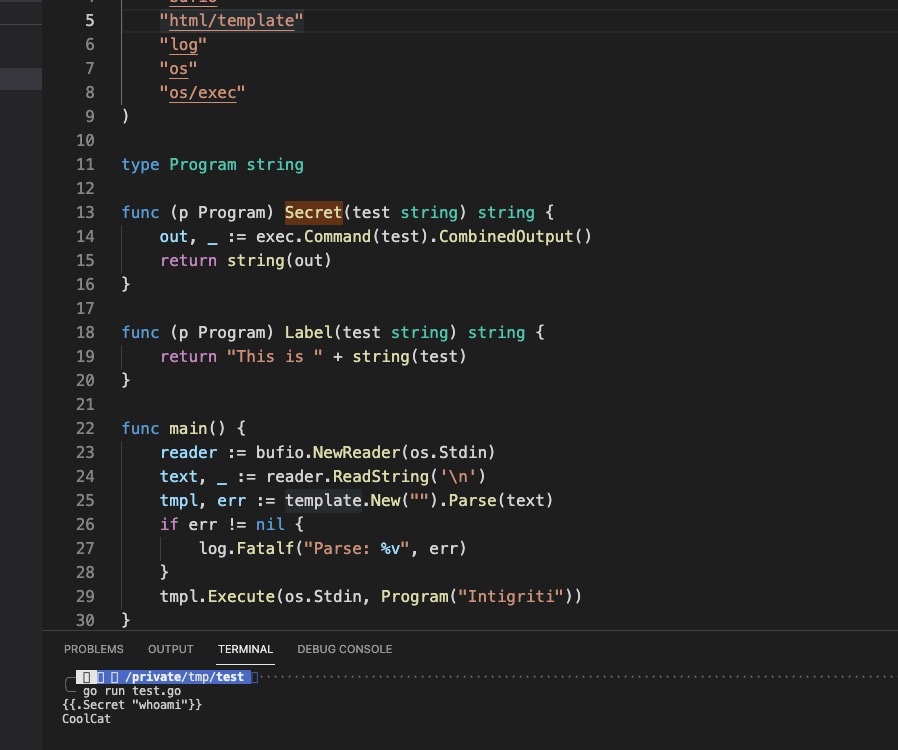 4 "bufio"
5 "html/template"
6 "log"
7 "os"
8 "os/exec"
9 )
10
11 type Program string
12
13 func (p Program) Secret(test string) string {
14 out, _ := exec.Command(test).CombinedOutput()
15 return string(out)
16 }
17
18 func (p Program) Label(test string) string {
19 return "This is " + string(test)
20 }
21
22 func main() {
23 reader := bufio.NewReader(os.Stdin)
24 text, _ := reader.ReadString('\n')
25 tmpl, err := template.New("").Parse(text)
26 if err != nil {
27 log.Fatalf("Parse: %v", err)
28 }
29 tmpl.Execute(os.Stdin, Program("Intigriti"))
30 }
PROBLEMS OUTPUT TERMINAL DEBUG CONSOLE
/private/tmp/test
go run test.go
{{.Secret "whoami"}}
CoolCat